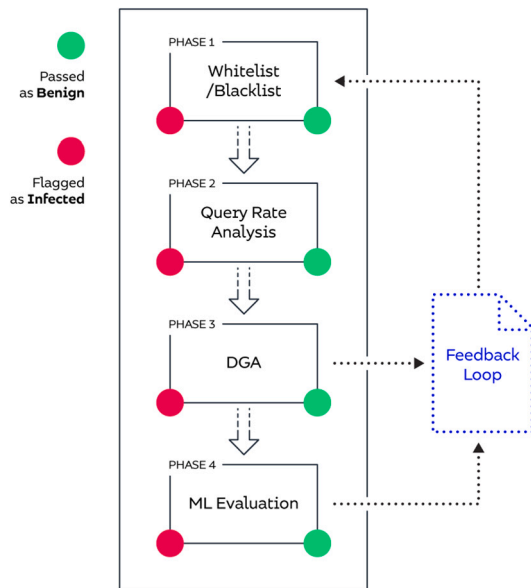 Passed
as Benign
Flagged
as Infected
PHASE 1
Whitelist
/Blacklist
PHASE 2
Query Rate
Analysis
PHASE 3
DGA
PHASE 4
ML Evaluation
Feedback
Loop